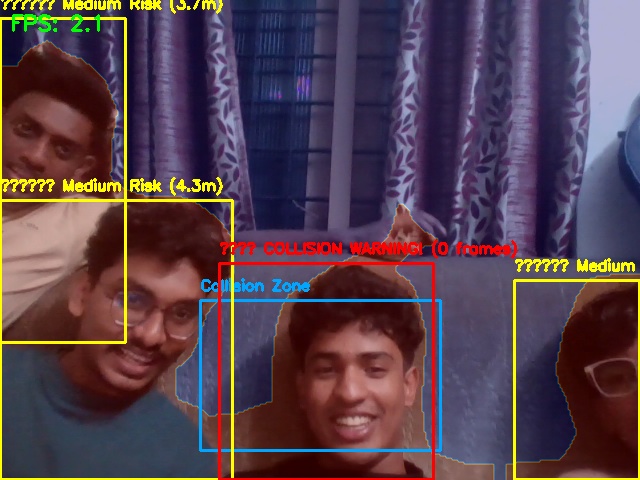 ?????? Medium Risk (3.7m)
FPS: 2.1
?????? Medium Risk (4.3m)
???? COLLISION WARNING! (0 frames)
?????? Medium
Collision Zone